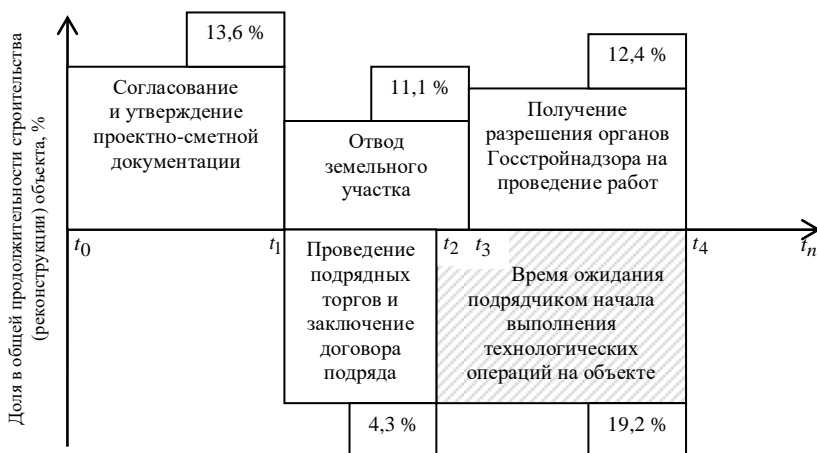 Доля в общей продолжительности строительства
(реконструкции) объекта, %
13,6 %
Согласование
и утверждение
проектно-сметной
документации
11,1 %
Отвод
земельного
участка
12,4 %
Получение
разрешения органов
Госстройнадзора на
проведение работ
t0
t1
t2
t3
t4
tn
Проведение
подрядных
торгов и
заключение
договора
подряда
4,3 %
Время ожидания
подрядчиком начала
выполнения
технологических
операций на объекте
19,2 %